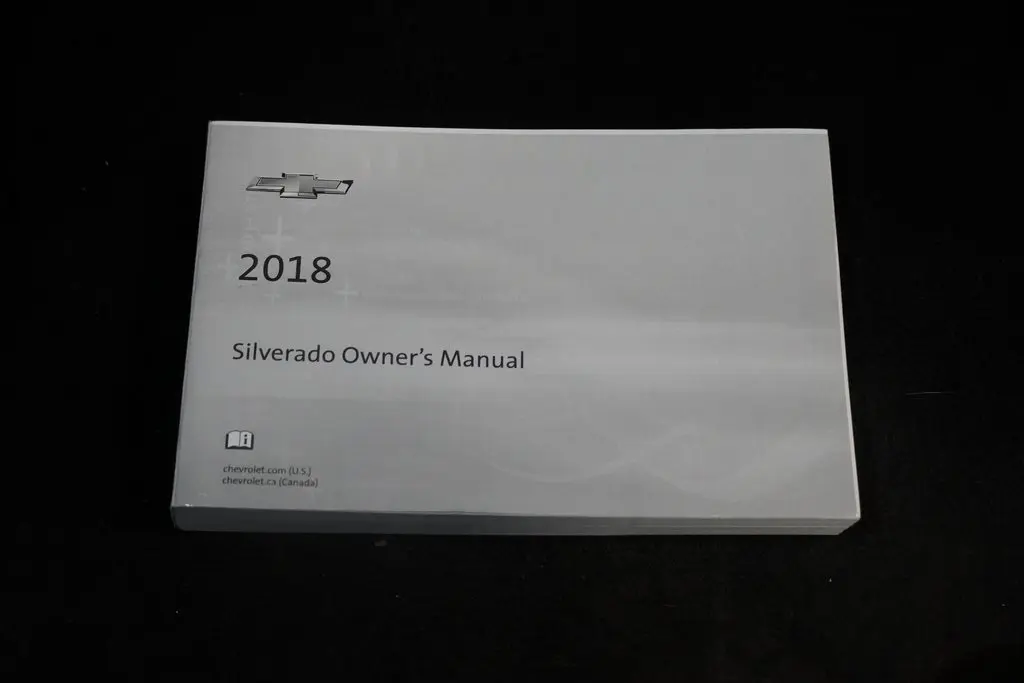 2018
Silverado Owner's Manual
i
chevrolet.com (U.S.)
chevrolet.ca (Canada)